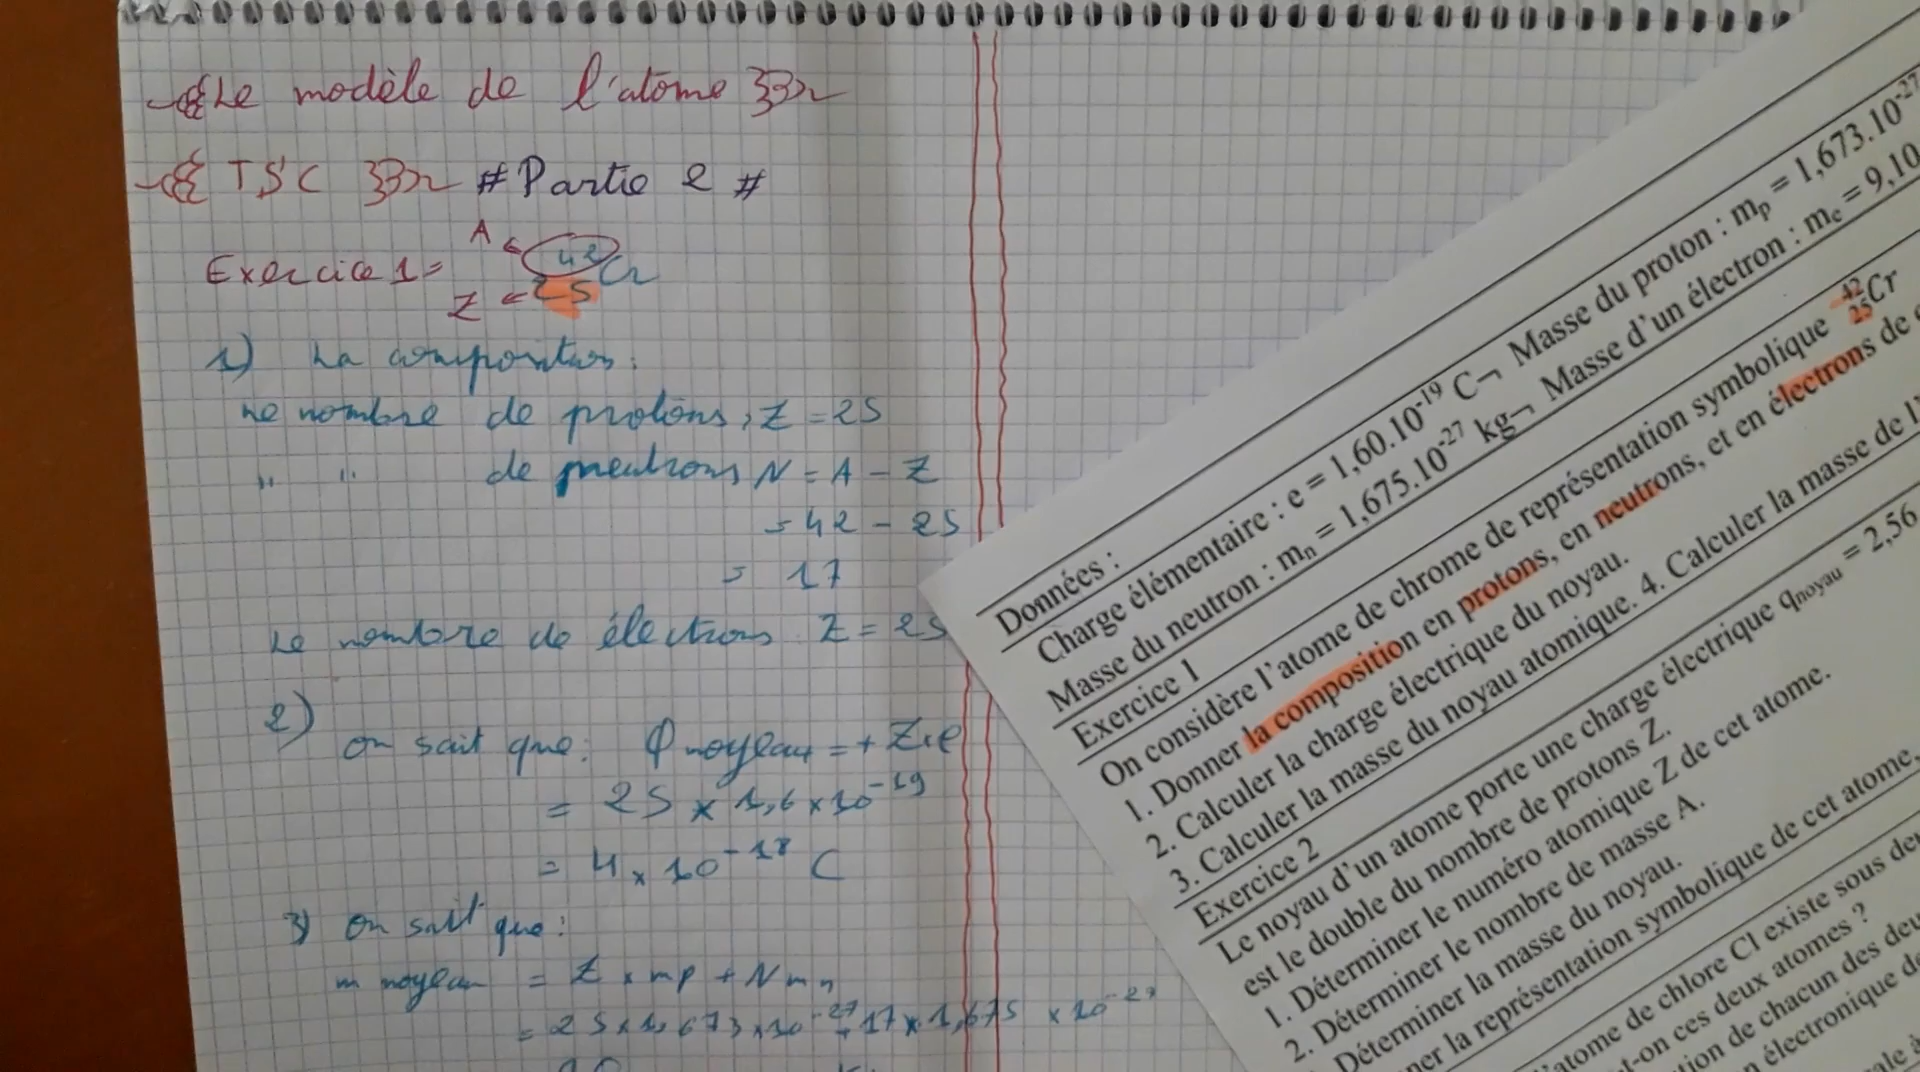 Le modèle de l'atome
TSC # Partie 2 #
Exercice 1 =
A ← 42 Cr
Z ← 25
1) La composition:
Le nombre de protons, Z = 25
" " de neutrons N = A - Z
= 42 - 25
= 17
Le nombre de électrons Z = 25
2) on sait que: q noyeau = + Z.e
= 25 × 1,6 × 10⁻¹⁹
= 4 × 10⁻¹⁸ C
3) on sait que:
m noyeau = Z × mp + N mn
= 25 × 1,673 × 10⁻²⁷ + 17 × 1,675 × 10⁻²⁷
Données :
Charge élémentaire : e = 1,60.10⁻¹⁹ C¬ Masse du proton : mₚ = 1,673.10⁻²⁷
Masse du neutron : mₙ = 1,675.10⁻²⁷ kg¬ Masse d'un électron : mₑ = 9,10
Exercice 1
On considère l'atome de chrome de représentation symbolique ⁴²₂₅Cr
1. Donner la composition en protons, en neutrons, et en électrons de
2. Calculer la charge électrique du noyau.
3. Calculer la masse du noyau atomique. 4. Calculer la masse de l'
Exercice 2
Le noyau d'un atome porte une charge électrique qnoyau = 2,56
est le double du nombre de protons Z.
1. Déterminer le numéro atomique Z de cet atome.
2. Déterminer le nombre de masse A.
Déterminer la masse du noyau.
ner la représentation symbolique de cet atome,
atome de chlore Cl existe sous deu
t-on ces deux atomes ?
tion de chacun des deu
n électronique de